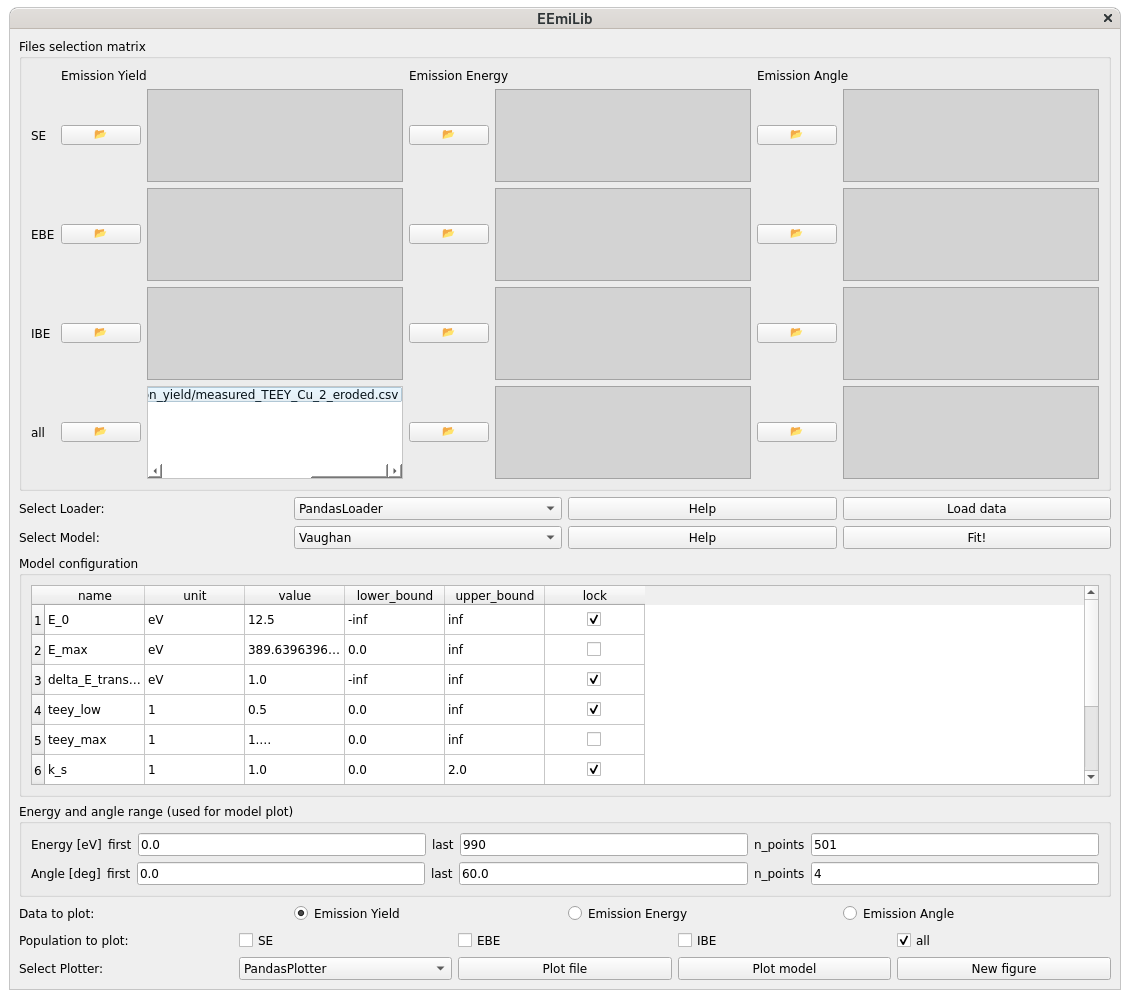 EEmiLib
Files selection matrix
Emission Yield Emission Energy Emission Angle
SE
EBE
IBE
on_yield/measured_TEEY_Cu_2_eroded.csv
all
Select Loader: PandasLoader Help Load data
Select Model: Vaughan Help Fit!
Model configuration
name unit value lower_bound upper_bound lock
1 E_0 eV 12.5 -inf inf
2 E_max eV 389.6396396... 0.0 inf
3 delta_E_trans... eV 1.0 -inf inf
4 teey_low 1 0.5 0.0 inf
5 teey_max 1 1.... 0.0 inf
6 k_s 1 1.0 0.0 2.0
Energy and angle range (used for model plot)
Energy [eV] first 0.0 last 990 n_points 501
Angle [deg] first 0.0 last 60.0 n_points 4
Data to plot: Emission Yield Emission Energy Emission Angle
Population to plot: SE EBE IBE all
Select Plotter: PandasPlotter Plot file Plot model New figure